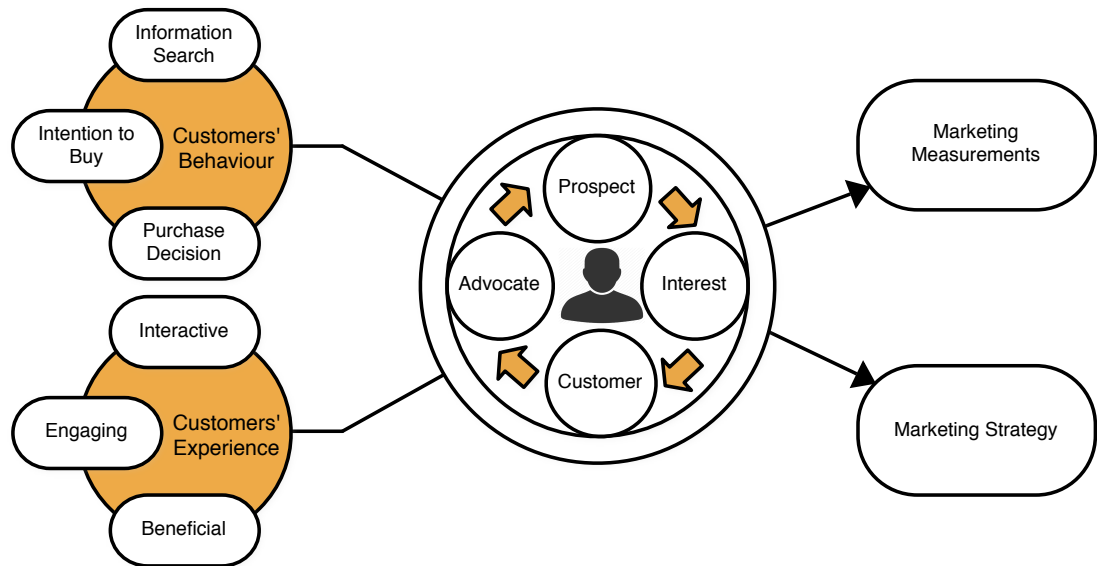 Information
Search
Intention to
Buy
Customers'
Behaviour
Purchase
Decision
Interactive
Engaging
Customers'
Experience
Beneficial
Prospect
Advocate
Interest
Customer
Marketing
Measurements
Marketing Strategy